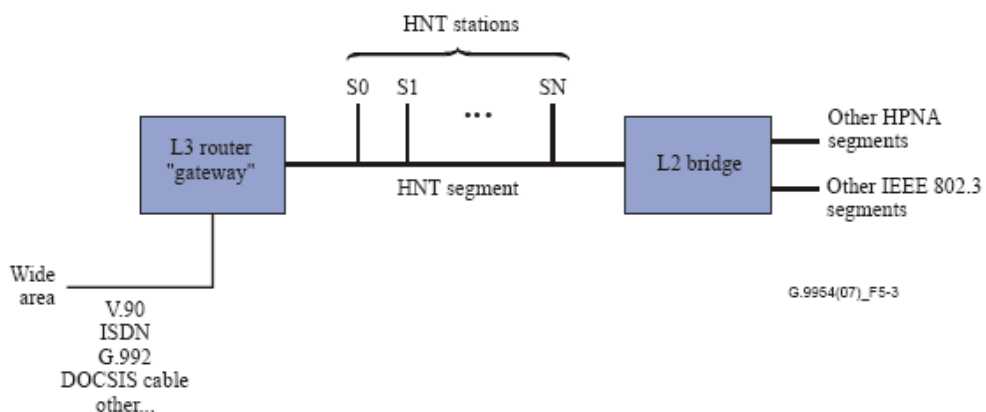 HNT stations
S0 S1 ... SN
L3 router
"gateway"
HNT segment
L2 bridge
Other HPNA
segments
Other IEEE 802.3
segments
Wide
area
V.90
ISDN
G.992
DOCSIS cable
other...
G.9954(07)_F5-3